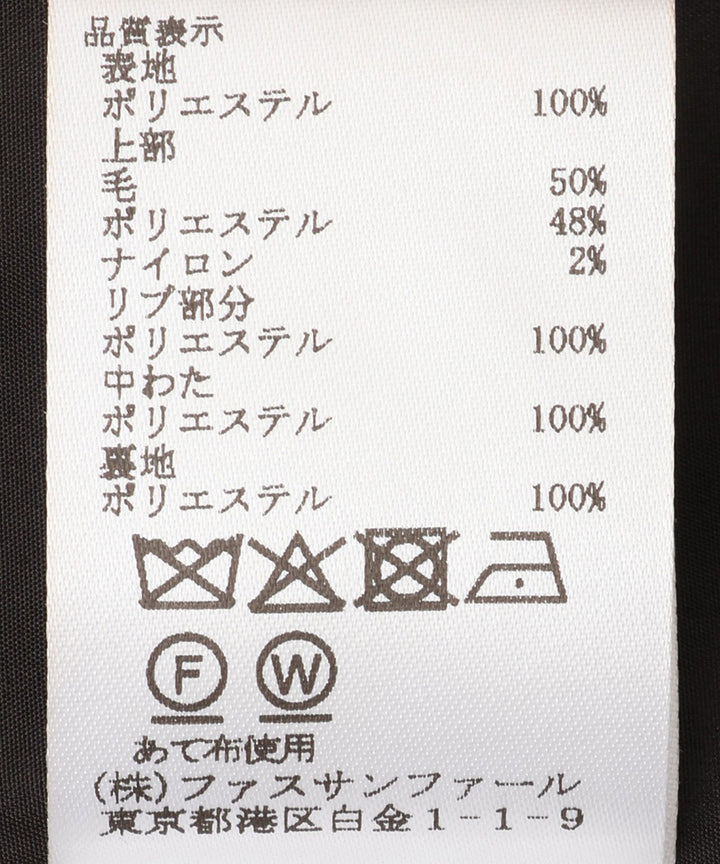 品質表示
表地
ポリエステル 100%
上部
毛 50%
ポリエステル 48%
ナイロン 2%
リブ部分
ポリエステル 100%
中わた
ポリエステル 100%
裏地
ポリエステル 100%
F W
あて布使用
(株)ファスサンファール
東京都港区白金1-1-9